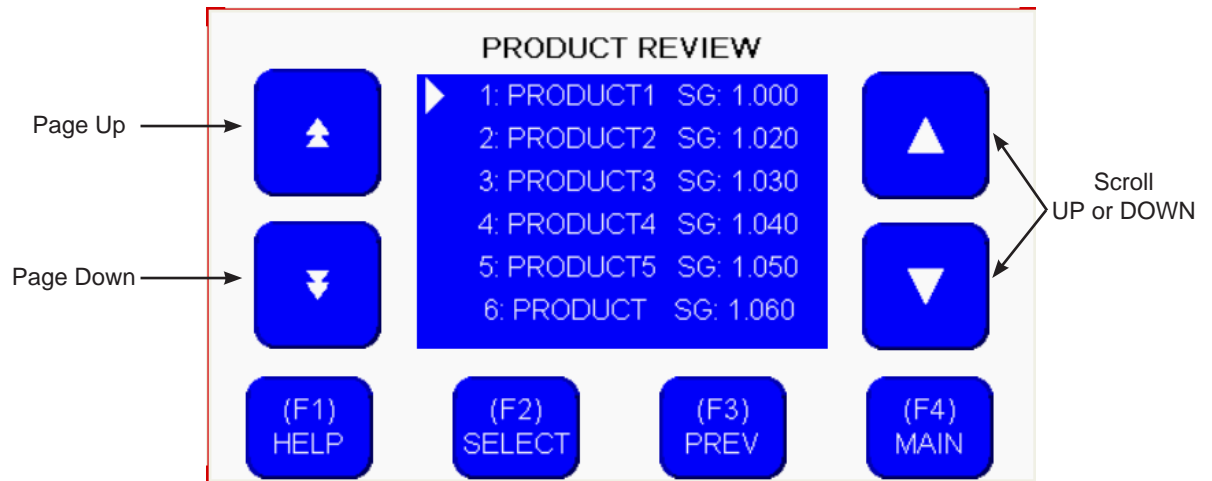 PRODUCT REVIEW
Page Up
Page Down
1: PRODUCT1 SG: 1.000
2: PRODUCT2 SG: 1.020
3: PRODUCT3 SG: 1.030
4: PRODUCT4 SG: 1.040
5: PRODUCT5 SG: 1.050
6: PRODUCT SG: 1.060
Scroll
UP or DOWN
(F1)
HELP
(F2)
SELECT
(F3)
PREV
(F4)
MAIN